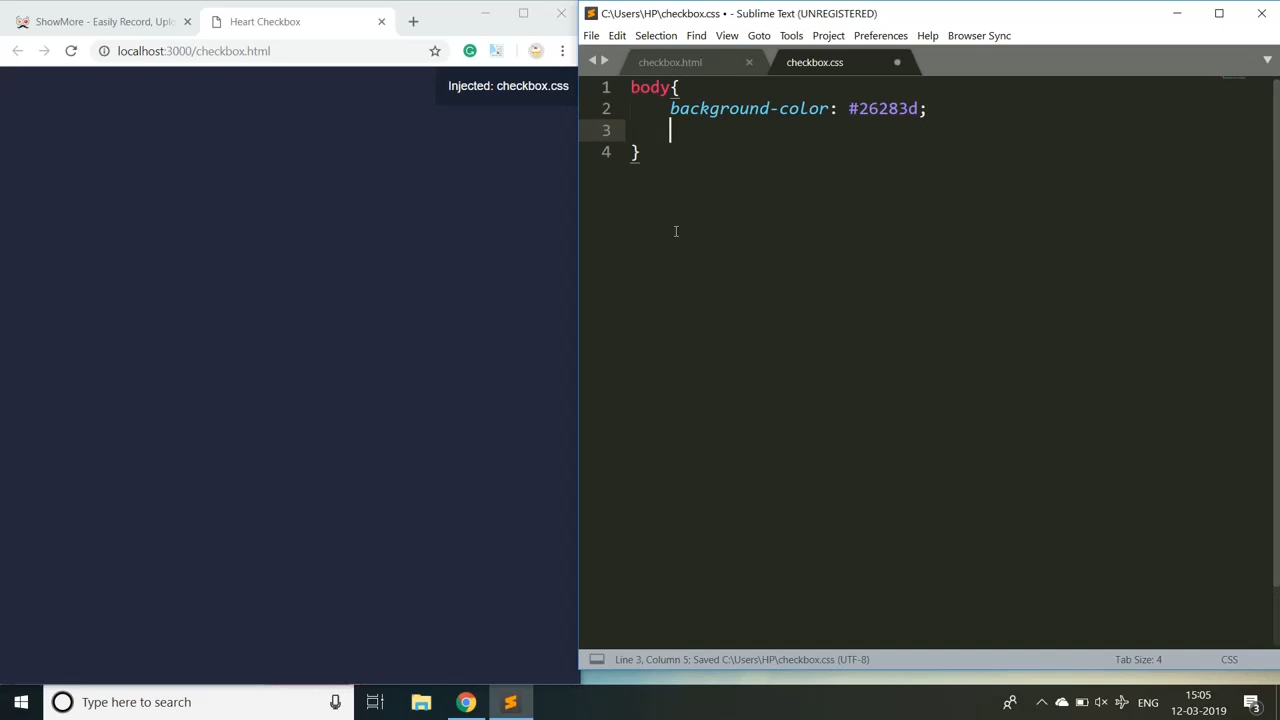 ShowMore - Easily Record, Uplo
Heart Checkbox
localhost:3000/checkbox.html
Injected: checkbox.css
C:\Users\HP\checkbox.css • - Sublime Text (UNREGISTERED)
File Edit Selection Find View Goto Tools Project Preferences Help Browser Sync
checkbox.html
checkbox.css
1 body{
2 background-color: #26283d;
3
4 }
Line 3, Column 5; Saved C:\Users\HP\checkbox.css (UTF-8)
Tab Size: 4
CSS
Type here to search
ENG
15:05
12-03-2019
3